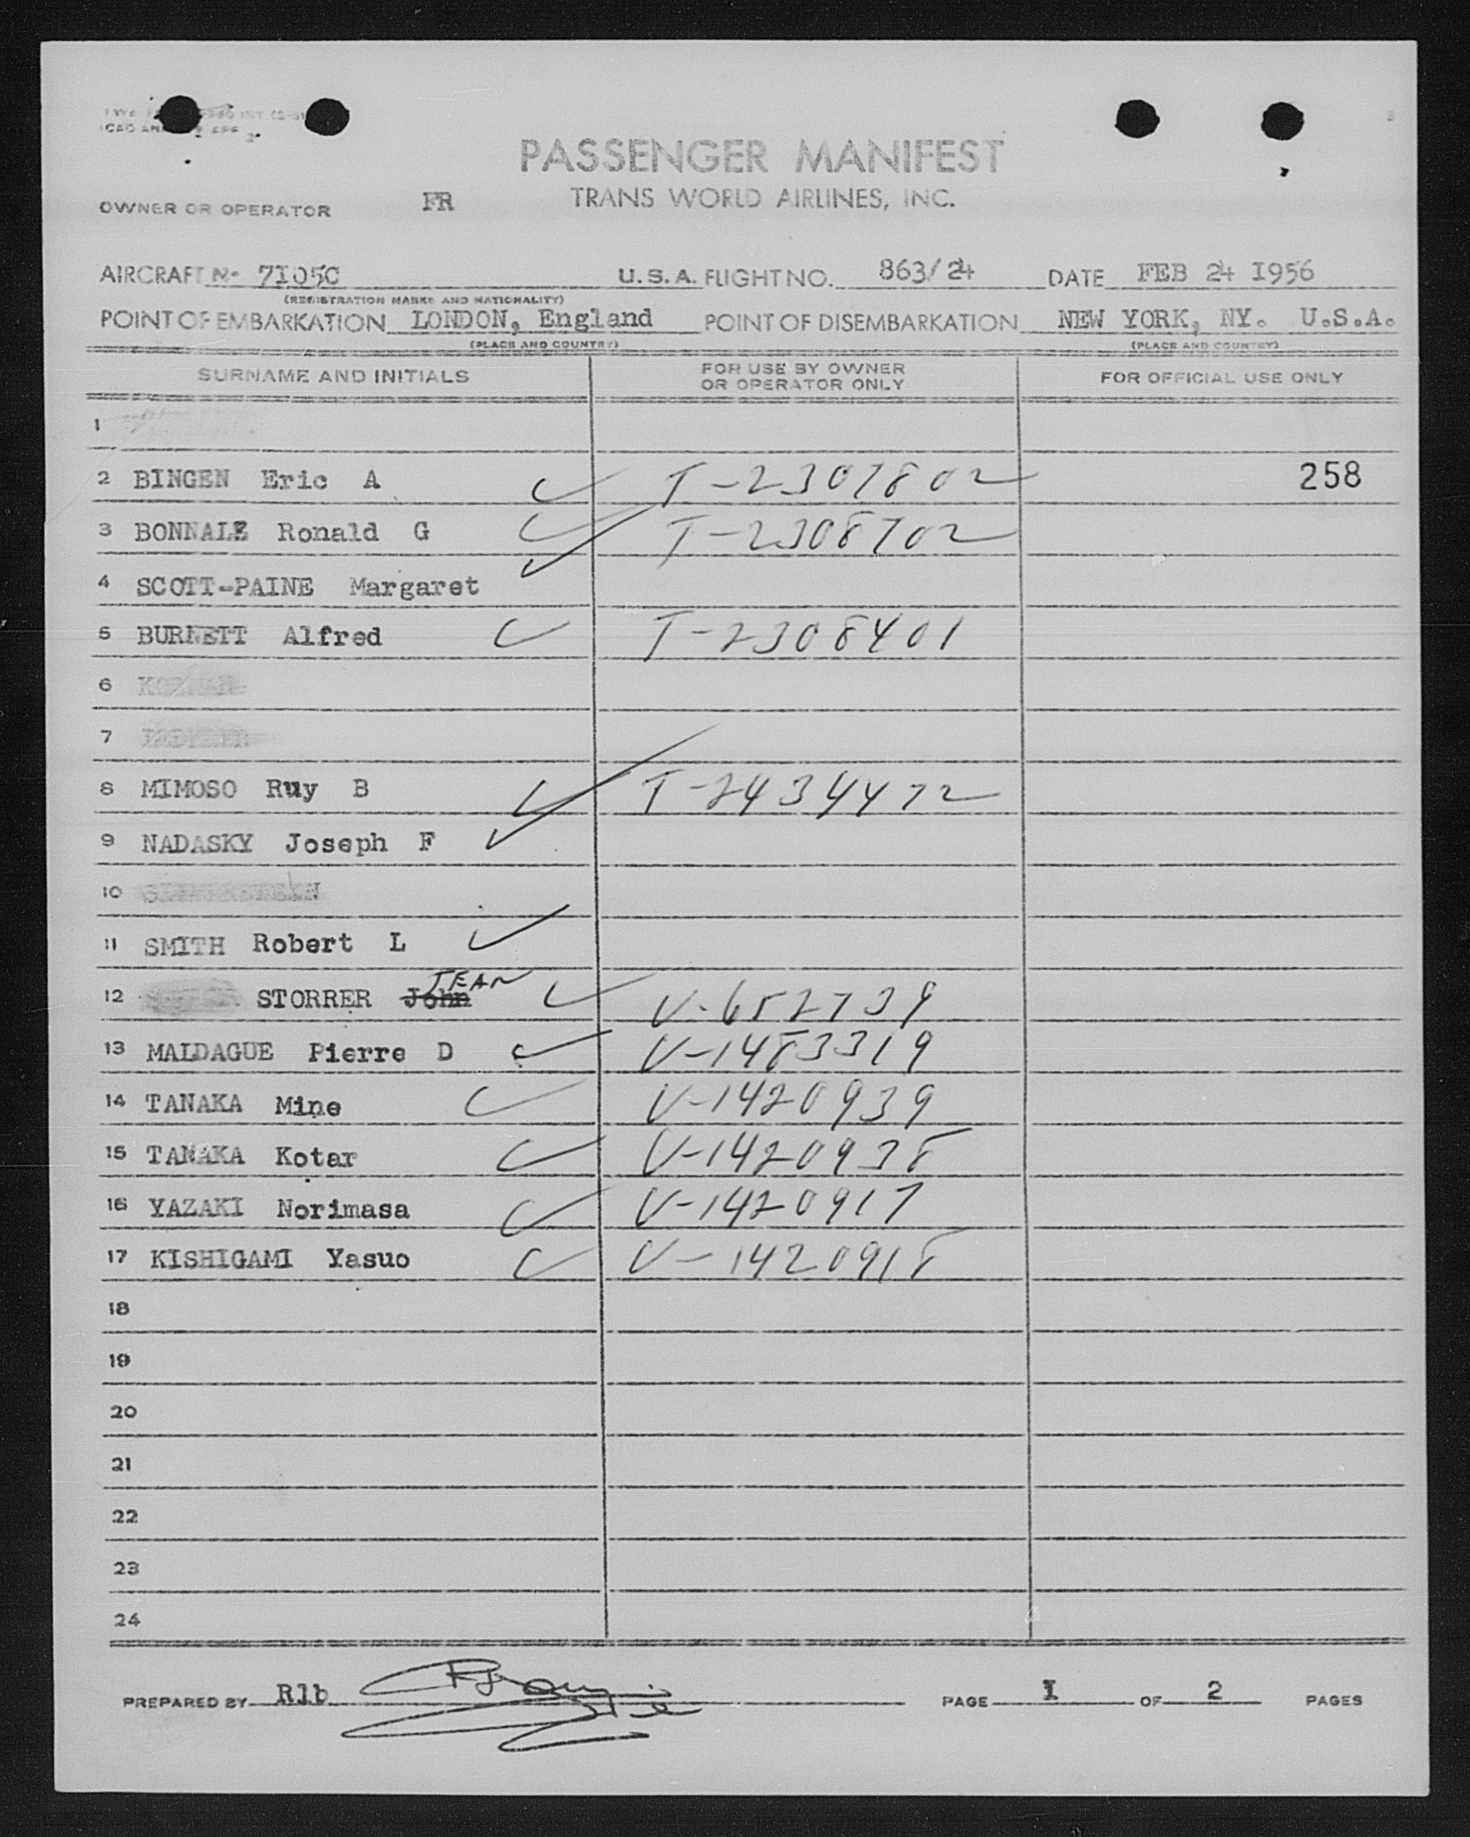 PASSENGER MANIFEST
OWNER OR OPERATOR FR TRANS WORLD AIRLINES, INC.
AIRCRAFT No 7105C U.S.A. FLIGHT NO. 863/24 DATE FEB 24 1956
(REGISTRATION MARKS AND NATIONALITY)
POINT OF EMBARKATION LONDON, England POINT OF DISEMBARKATION NEW YORK, NY. U.S.A.
(PLACE AND COUNTRY) (PLACE AND COUNTRY)
SURNAME AND INITIALS FOR USE BY OWNER OR OPERATOR ONLY FOR OFFICIAL USE ONLY
1
2 BINGEN Eric A T-2307802 258
3 BONNALE Ronald G T-2308702
4 SCOTT-PAINE Margaret
5 BURNETT Alfred T-2308401
6
7
8 MIMOSO Ruy B T-2434472
9 NADASKY Joseph F
10
11 SMITH Robert L
12 STORRER John JEAN V-652739
13 MALDAGUE Pierre D V-1483319
14 TANAKA Mine V-1420939
15 TANAKA Kotar V-1420938
16 YAZAKI Norimasa V-1420917
17 KISHIGAMI Yasuo V-1420918
18
19
20
21
22
23
24
PREPARED BY Rlb PAGE 1 OF 2 PAGES